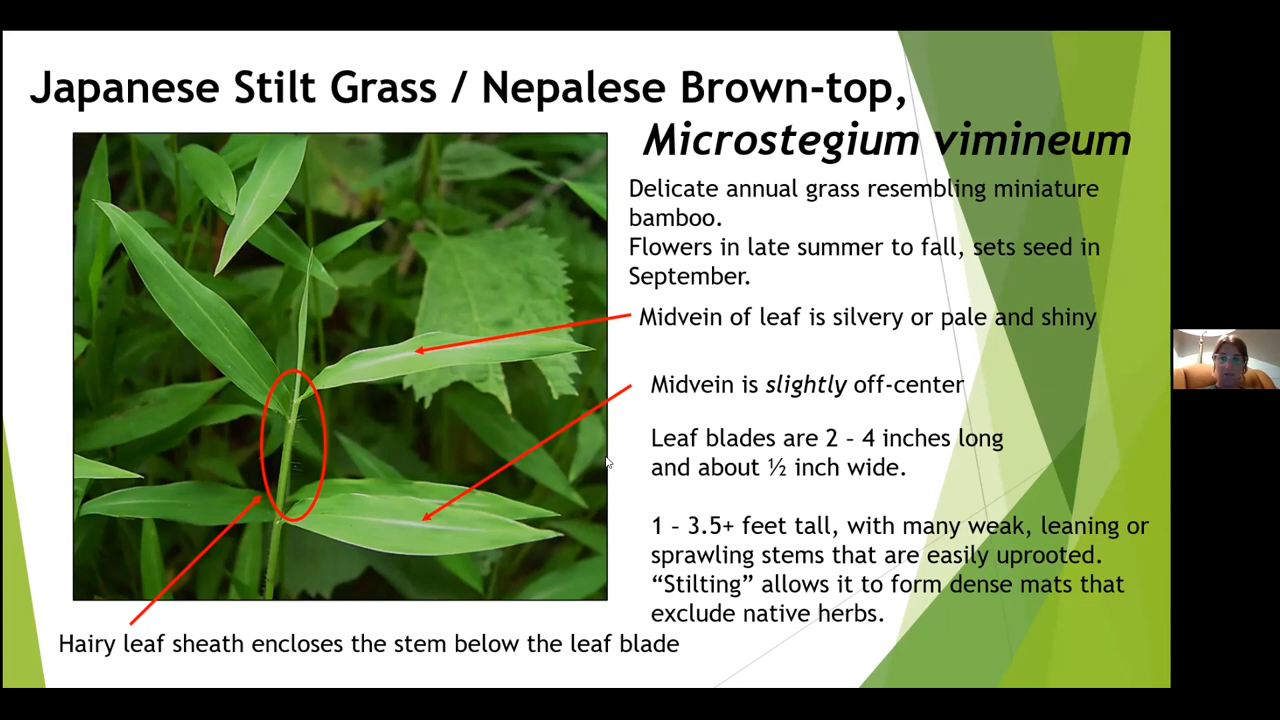 Japanese Stilt Grass / Nepalese Brown-top,
Microstegium vimineum
Delicate annual grass resembling miniature
bamboo.
Flowers in late summer to fall, sets seed in
September.
Midvein of leaf is silvery or pale and shiny
Midvein is slightly off-center
Leaf blades are 2 – 4 inches long
and about ½ inch wide.
1 – 3.5+ feet tall, with many weak, leaning or
sprawling stems that are easily uprooted.
“Stilting” allows it to form dense mats that
exclude native herbs.
Hairy leaf sheath encloses the stem below the leaf blade